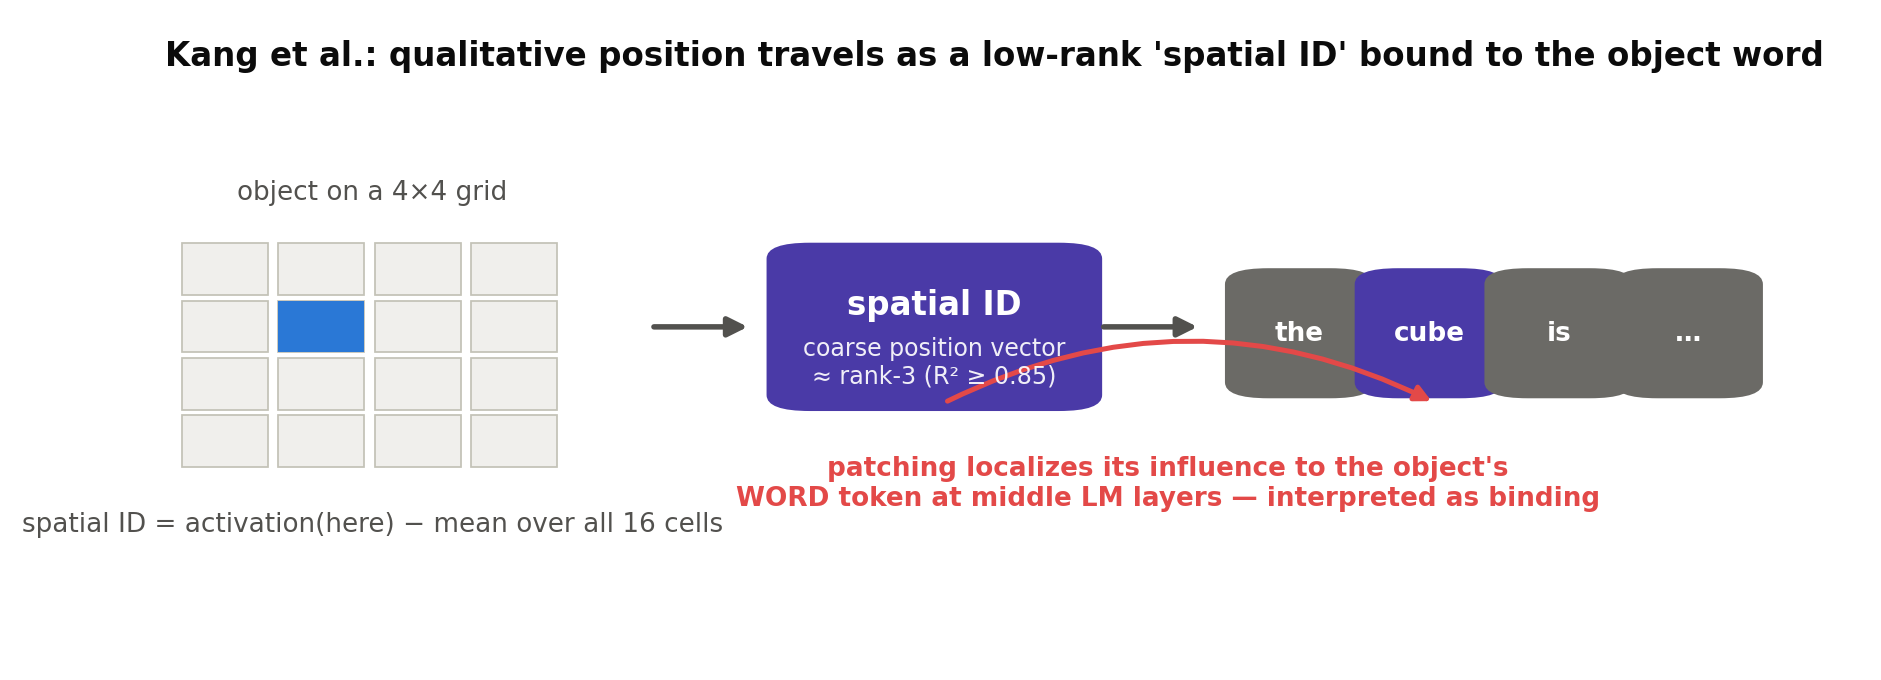 Kang et al.: qualitative position travels as a low-rank 'spatial ID' bound to the object word
object on a 4×4 grid
spatial ID
coarse position vector
≈ rank-3 (R² ≥ 0.85)
the
cube
is
…
patching localizes its influence to the object's
WORD token at middle LM layers — interpreted as binding
spatial ID = activation(here) − mean over all 16 cells